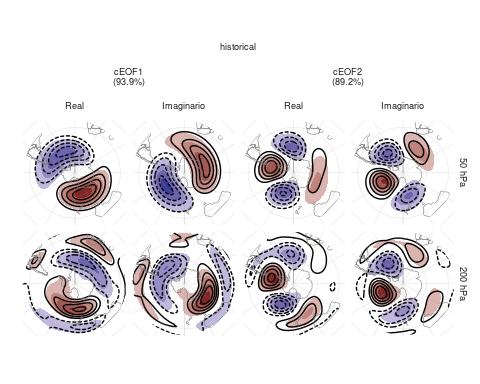 historical
cEOF1
(93.9%)
cEOF2
(89.2%)
Real
Imaginario
Real
Imaginario
50 hPa
200 hPa